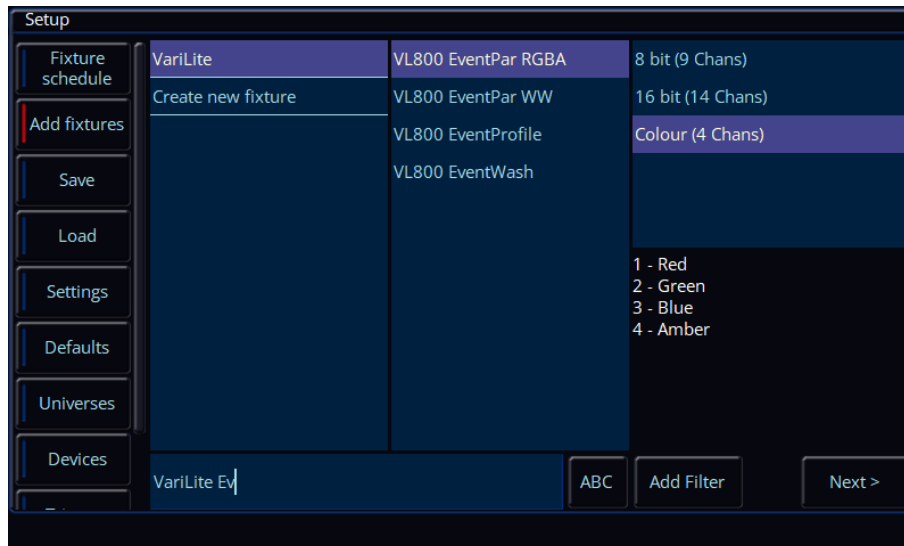 Setup
Fixture
schedule
Add fixtures
Save
Load
Settings
Defaults
Universes
Devices
VariLite
Create new fixture
VL800 EventPar RGBA
VL800 EventPar WW
VL800 EventProfile
VL800 EventWash
8 bit (9 Chans)
16 bit (14 Chans)
Colour (4 Chans)
1 - Red
2 - Green
3 - Blue
4 - Amber
VariLite Ev
ABC
Add Filter
Next >